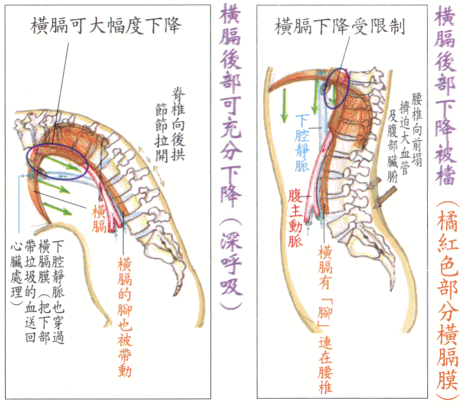 橫膈後部可充分下降（深呼吸）
橫膈可大幅度下降
脊椎向後拱
節節拉開
橫膈
橫膈的腳也被帶動
下腔靜脈也穿過
橫膈膜（把下部
帶垃圾的血送回
心臟處理）
橫膈後部下降被檔
（橘紅色部分橫膈膜）
橫膈下降受限制
腰椎向前塌
擠迫大血管
及腹部臟腑
下腔靜脈
腹主動脈
橫膈有「腳」連在腰椎